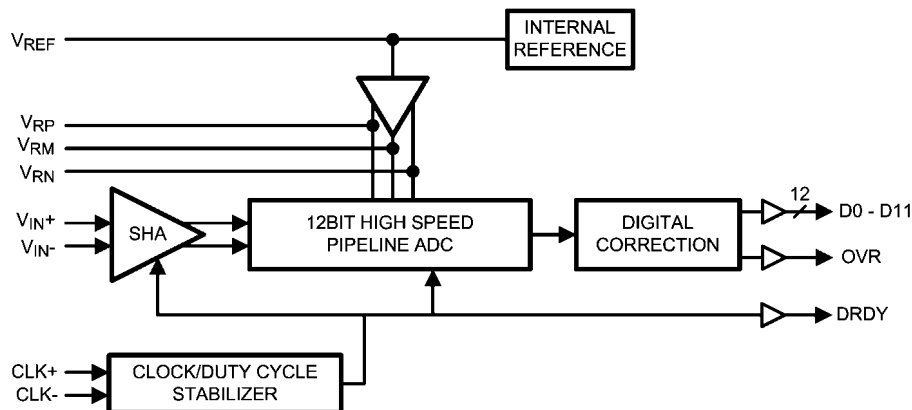 INTERNAL
REFERENCE
VREF
VRP
VRM
VRN
VIN+
VIN-
SHA
12BIT HIGH SPEED
PIPELINE ADC
DIGITAL
CORRECTION
12
D0 - D11
OVR
DRDY
CLK+
CLK-
CLOCK/DUTY CYCLE
STABILIZER